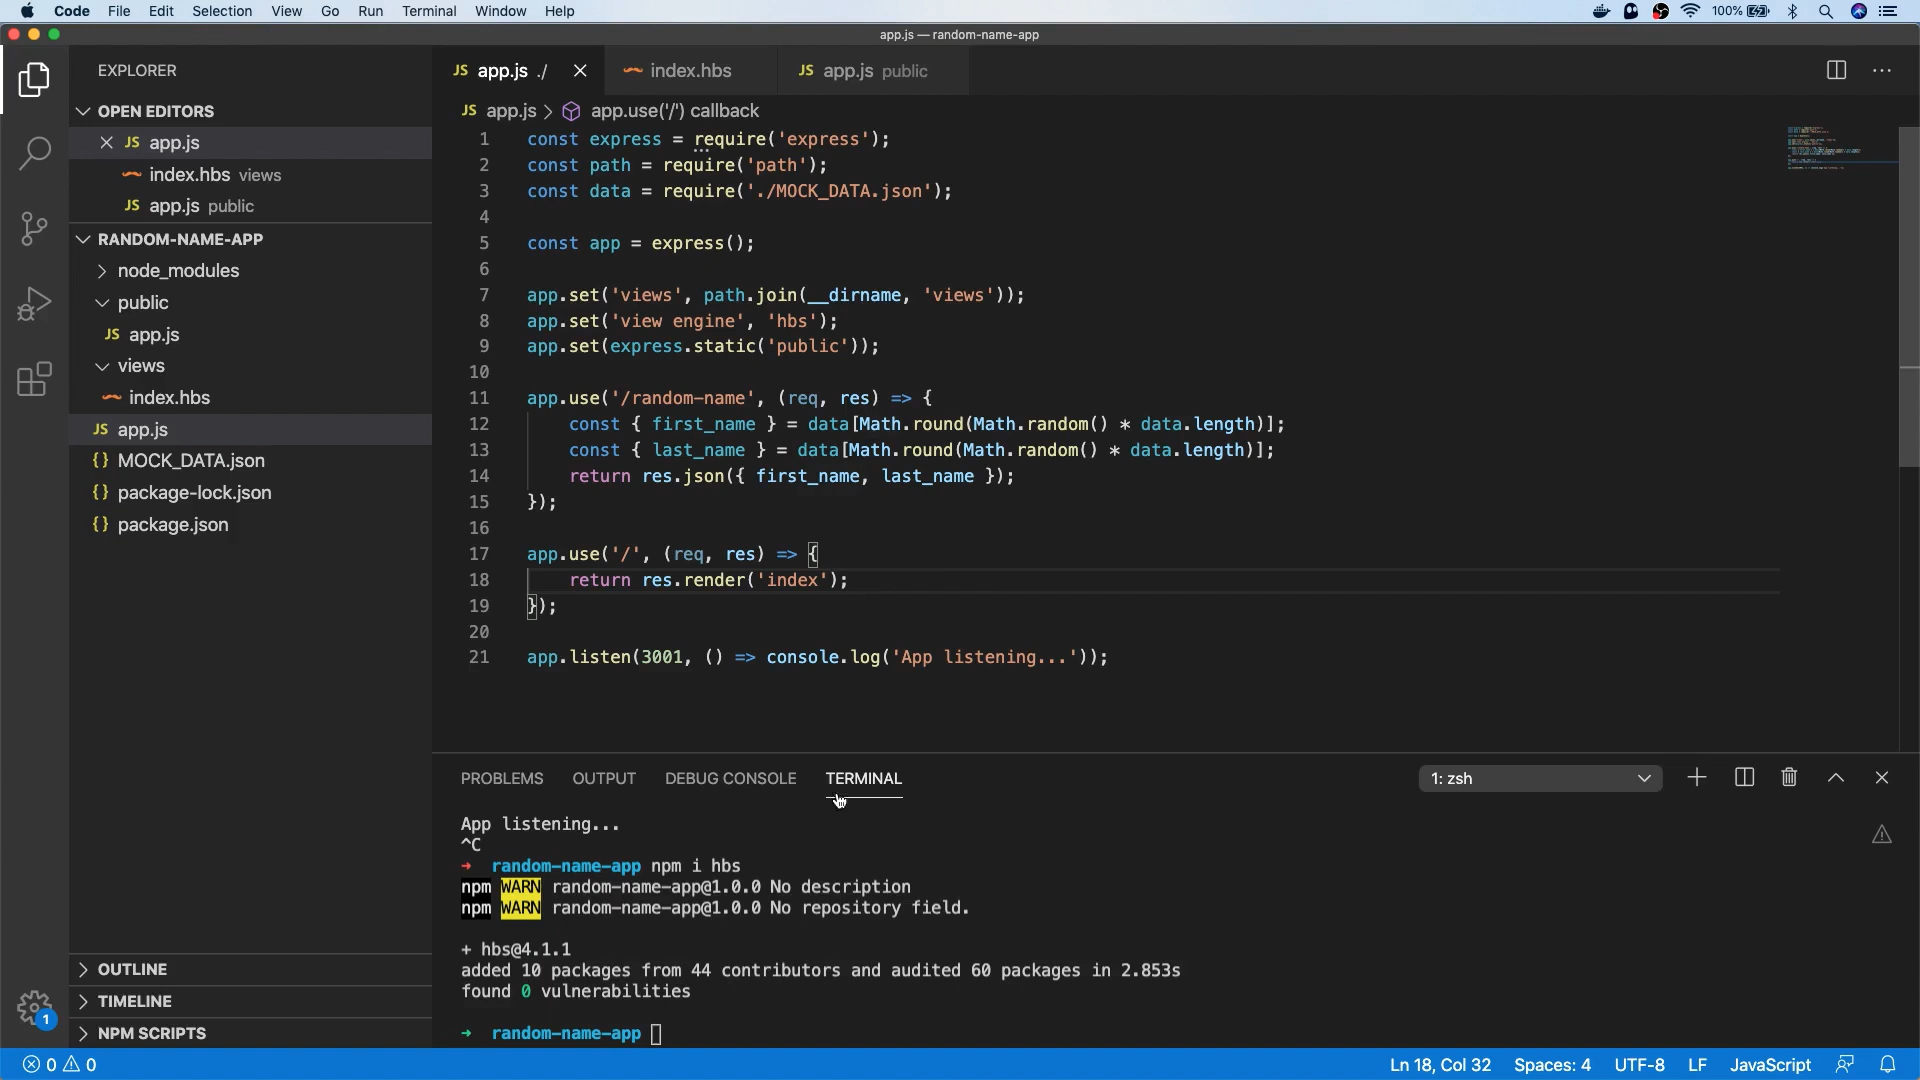 Code File Edit Selection View Go Run Terminal Window Help
100%
app.js — random-name-app
EXPLORER
OPEN EDITORS
JS app.js
index.hbs views
JS app.js public
RANDOM-NAME-APP
node_modules
public
JS app.js
views
index.hbs
JS app.js
{} MOCK_DATA.json
{} package-lock.json
{} package.json
OUTLINE
TIMELINE
NPM SCRIPTS
1
JS app.js ./
index.hbs
JS app.js public
JS app.js > app.use('/') callback
1 const express = require('express');
2 const path = require('path');
3 const data = require('./MOCK_DATA.json');
4
5 const app = express();
6
7 app.set('views', path.join(__dirname, 'views'));
8 app.set('view engine', 'hbs');
9 app.set(express.static('public'));
10
11 app.use('/random-name', (req, res) => {
12 const { first_name } = data[Math.round(Math.random() * data.length)];
13 const { last_name } = data[Math.round(Math.random() * data.length)];
14 return res.json({ first_name, last_name });
15 });
16
17 app.use('/', (req, res) => {
18 return res.render('index');
19 });
20
21 app.listen(3001, () => console.log('App listening...'));
PROBLEMS OUTPUT DEBUG CONSOLE TERMINAL
1: zsh
App listening...
^C
➜ random-name-app npm i hbs
npm WARN random-name-app@1.0.0 No description
npm WARN random-name-app@1.0.0 No repository field.
+ hbs@4.1.1
added 10 packages from 44 contributors and audited 60 packages in 2.853s
found 0 vulnerabilities
➜ random-name-app
0 0
Ln 18, Col 32 Spaces: 4 UTF-8 LF JavaScript